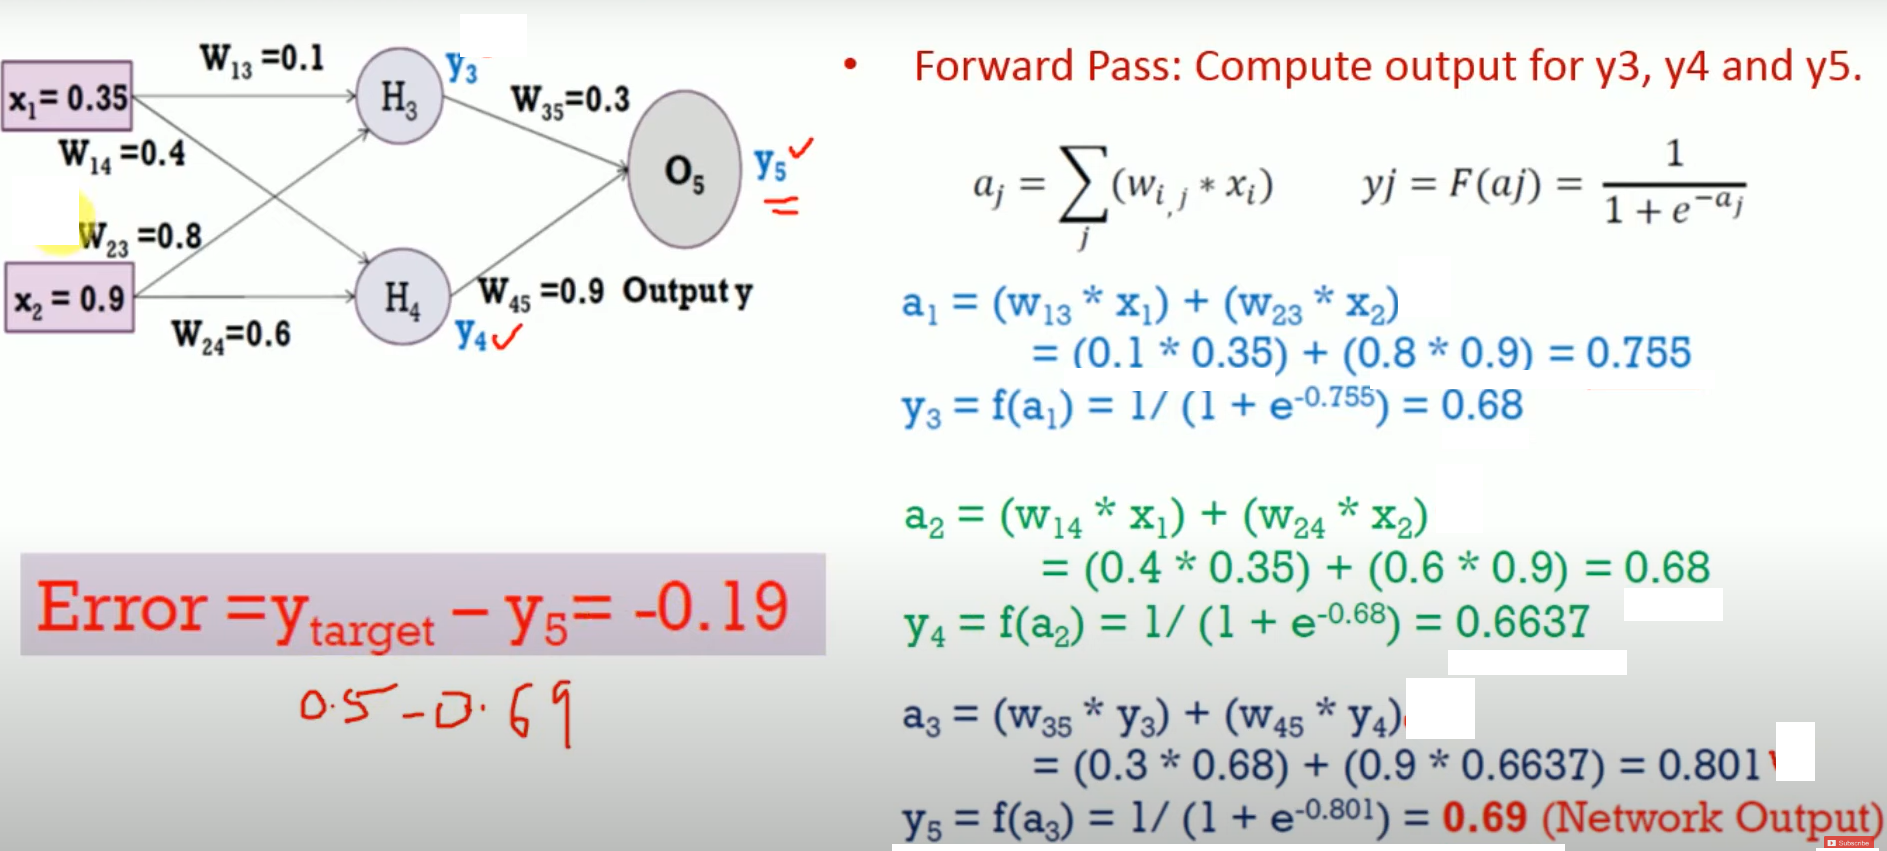 W13 =0.1
y3
x1= 0.35
H3
W35=0.3
W14 =0.4
O5
y5
W23 =0.8
x2 = 0.9
H4
W45 =0.9 Output y
W24=0.6
y4
Error =ytarget – y5= -0.19
0.5 - 0.69
• Forward Pass: Compute output for y3, y4 and y5.
aj = ∑j (wi,j * xi) yj = F(aj) = 1 / (1 + e^-aj)
a1 = (w13 * x1) + (w23 * x2)
= (0.1 * 0.35) + (0.8 * 0.9) = 0.755
y3 = f(a1) = 1/ (1 + e^-0.755) = 0.68
a2 = (w14 * x1) + (w24 * x2)
= (0.4 * 0.35) + (0.6 * 0.9) = 0.68
y4 = f(a2) = 1/ (1 + e^-0.68) = 0.6637
a3 = (w35 * y3) + (w45 * y4)
= (0.3 * 0.68) + (0.9 * 0.6637) = 0.801
y5 = f(a3) = 1/ (1 + e^-0.801) = 0.69 (Network Output)
Subscribe